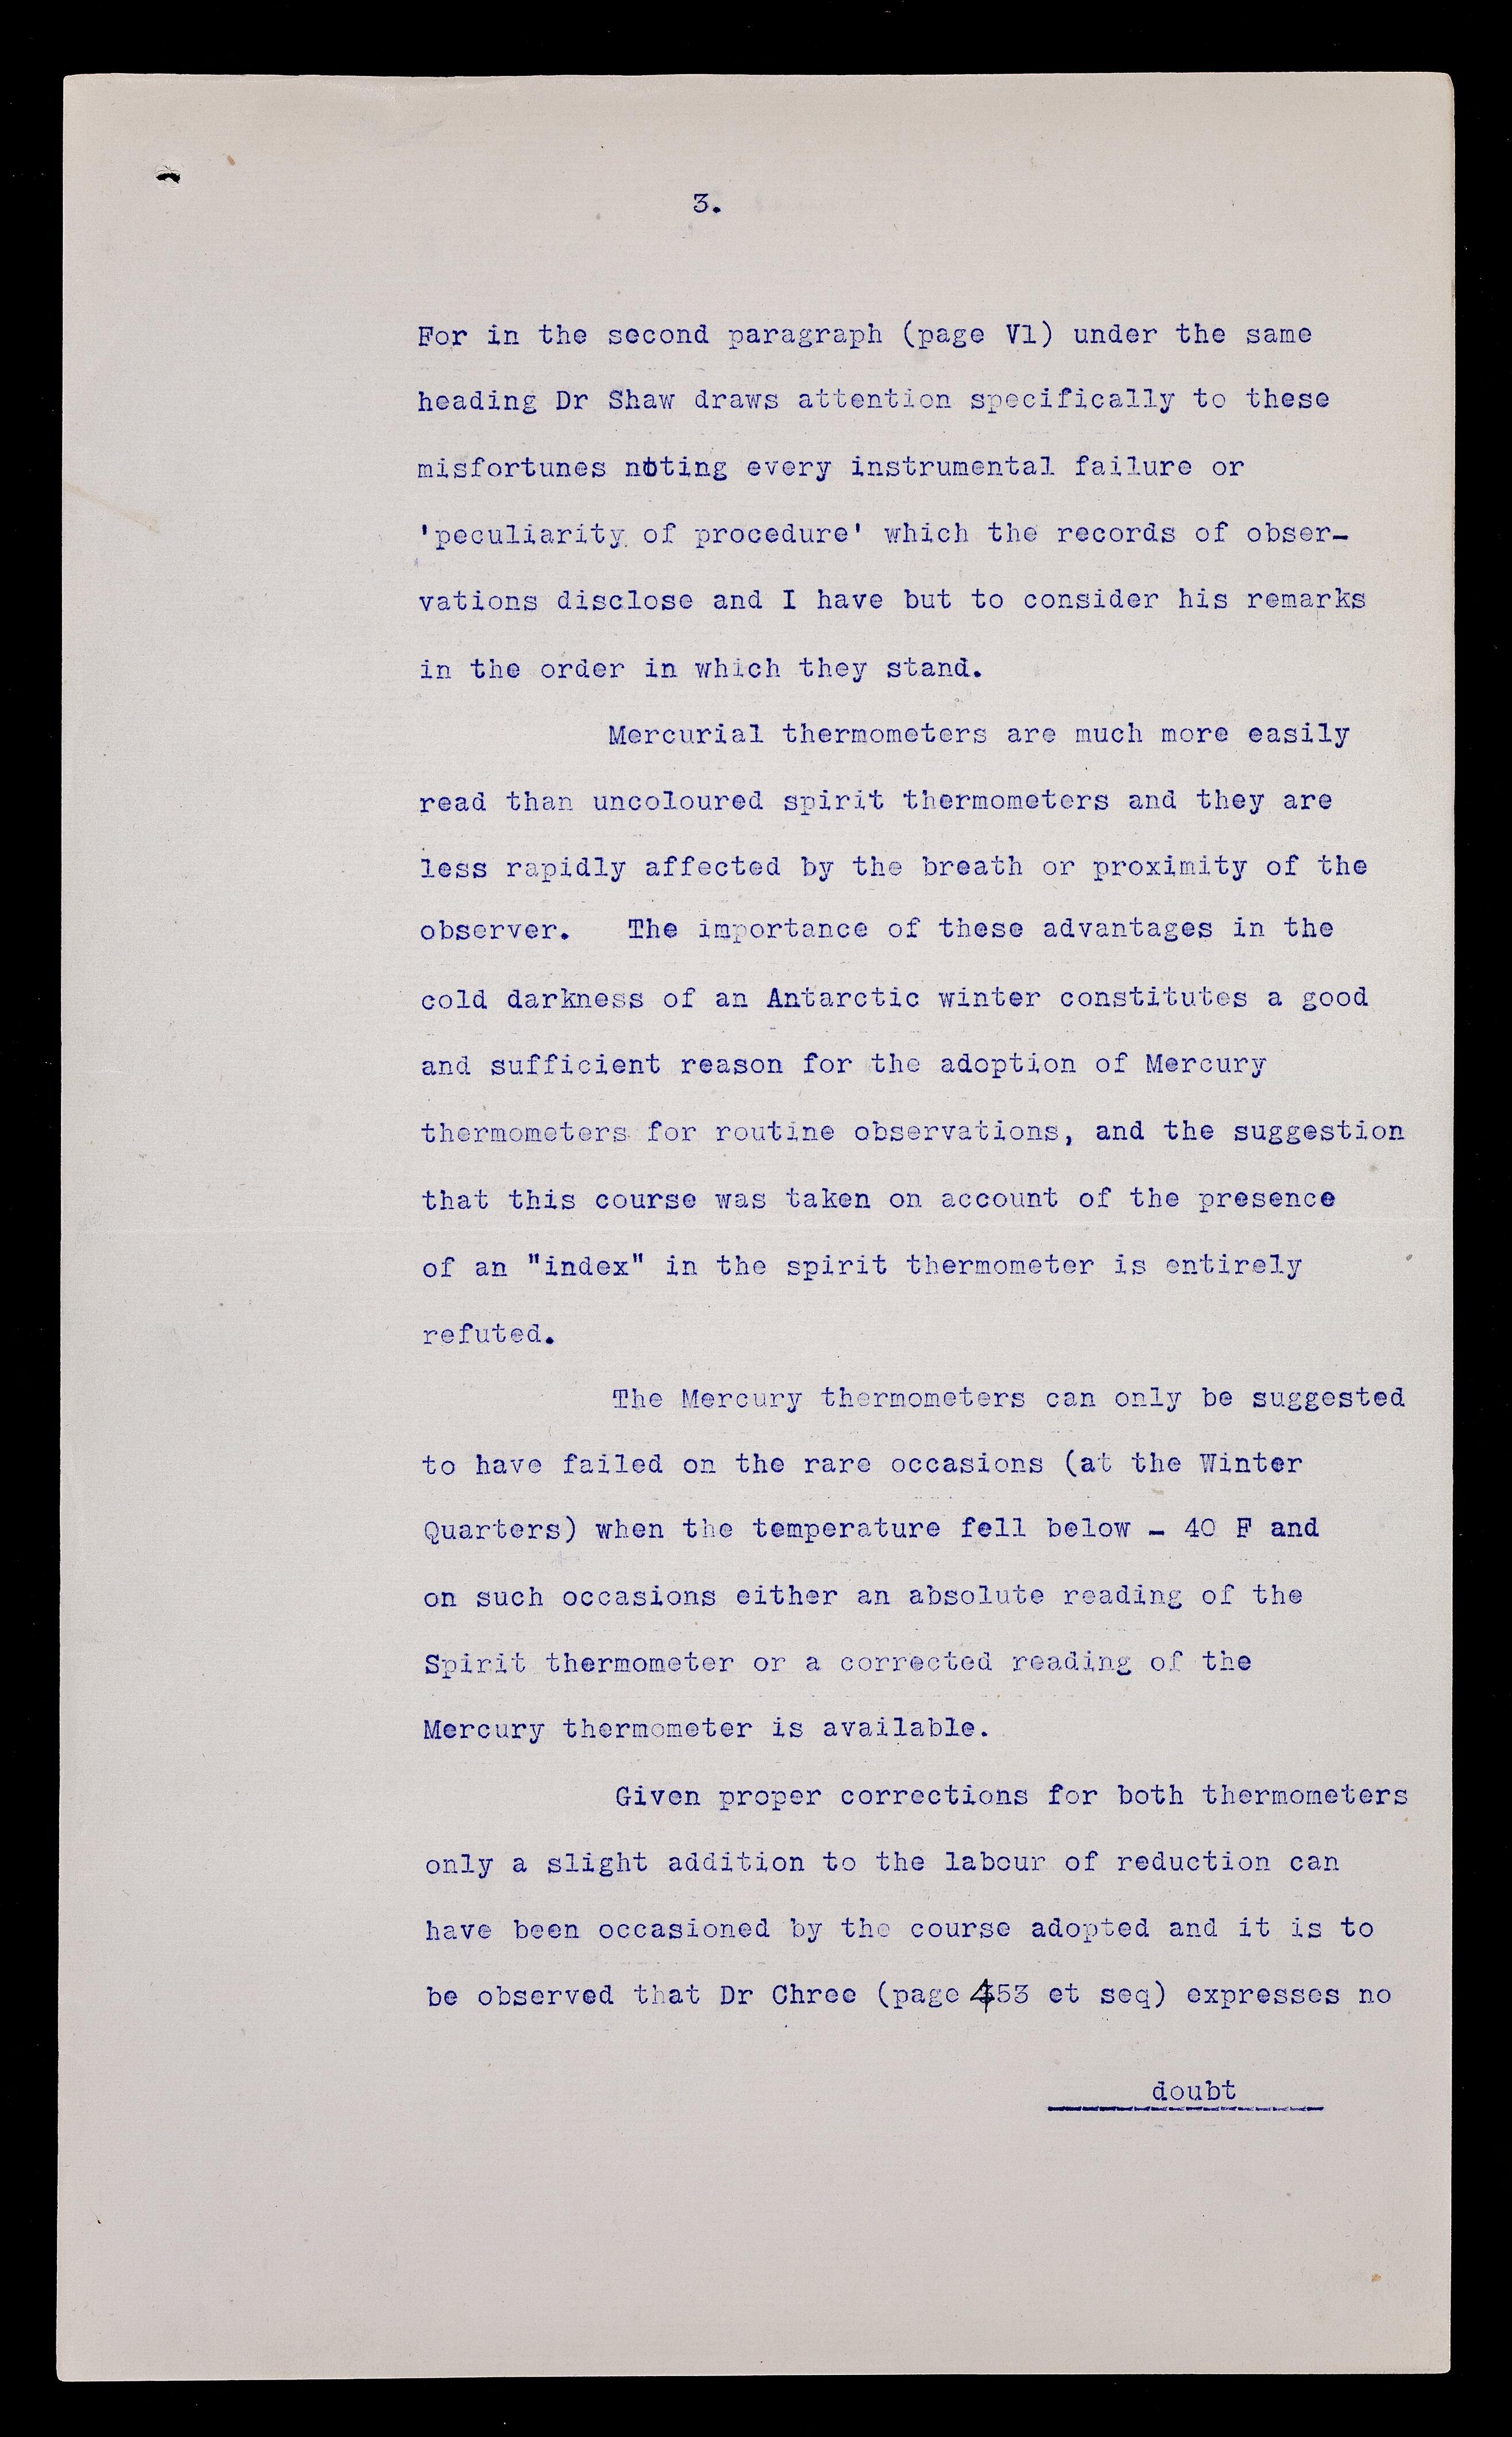 3.
For in the second paragraph (page V1) under the same
heading Dr Shaw draws attention specifically to these
misfortunes noting every instrumental failure or
'peculiarity of procedure' which the records of obser-
vations disclose and I have but to consider his remarks
in the order in which they stand.
Mercurial thermometers are much more easily
read than uncoloured spirit thermometers and they are
less rapidly affected by the breath or proximity of the
observer. The importance of these advantages in the
cold darkness of an Antarctic winter constitutes a good
and sufficient reason for the adoption of Mercury
thermometers for routine observations, and the suggestion
that this course was taken on account of the presence
of an "index" in the spirit thermometer is entirely
refuted.
The Mercury thermometers can only be suggested
to have failed on the rare occasions (at the Winter
Quarters) when the temperature fell below - 40 F and
on such occasions either an absolute reading of the
Spirit thermometer or a corrected reading of the
Mercury thermometer is available.
Given proper corrections for both thermometers
only a slight addition to the labour of reduction can
have been occasioned by the course adopted and it is to
be observed that Dr Chree (page 453 et seq) expresses no
doubt